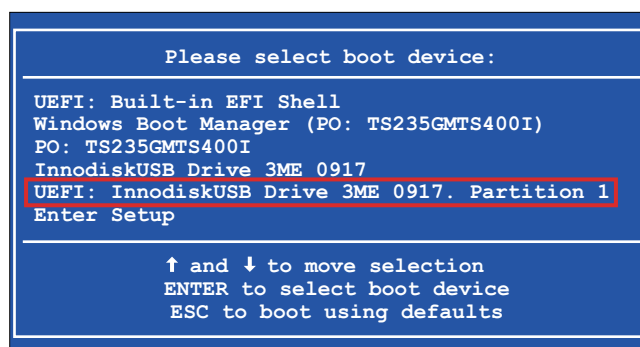 Please select boot device:
UEFI: Built-in EFI Shell
Windows Boot Manager (PO: TS235GMTS400I)
PO: TS235GMTS400I
InnodiskUSB Drive 3ME 0917
UEFI: InnodiskUSB Drive 3ME 0917. Partition 1
Enter Setup
↑ and ↓ to move selection
ENTER to select boot device
ESC to boot using defaults